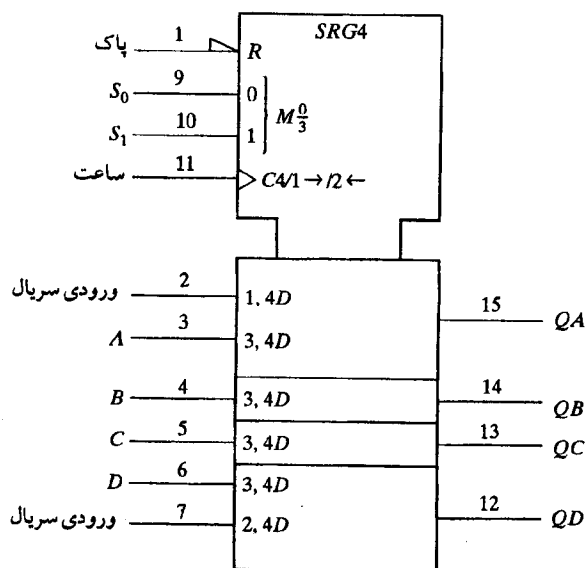 SRG4
پاک 1 R
S₀ 9 0
M 0/3
S₁ 10 1
ساعت 11 C4/1 → /2 ←
ورودی سریال 2 1, 4D
15 QA
A 3 3, 4D
B 4 3, 4D 14 QB
C 5 3, 4D 13 QC
D 6 3, 4D
ورودی سریال 7 2, 4D 12 QD